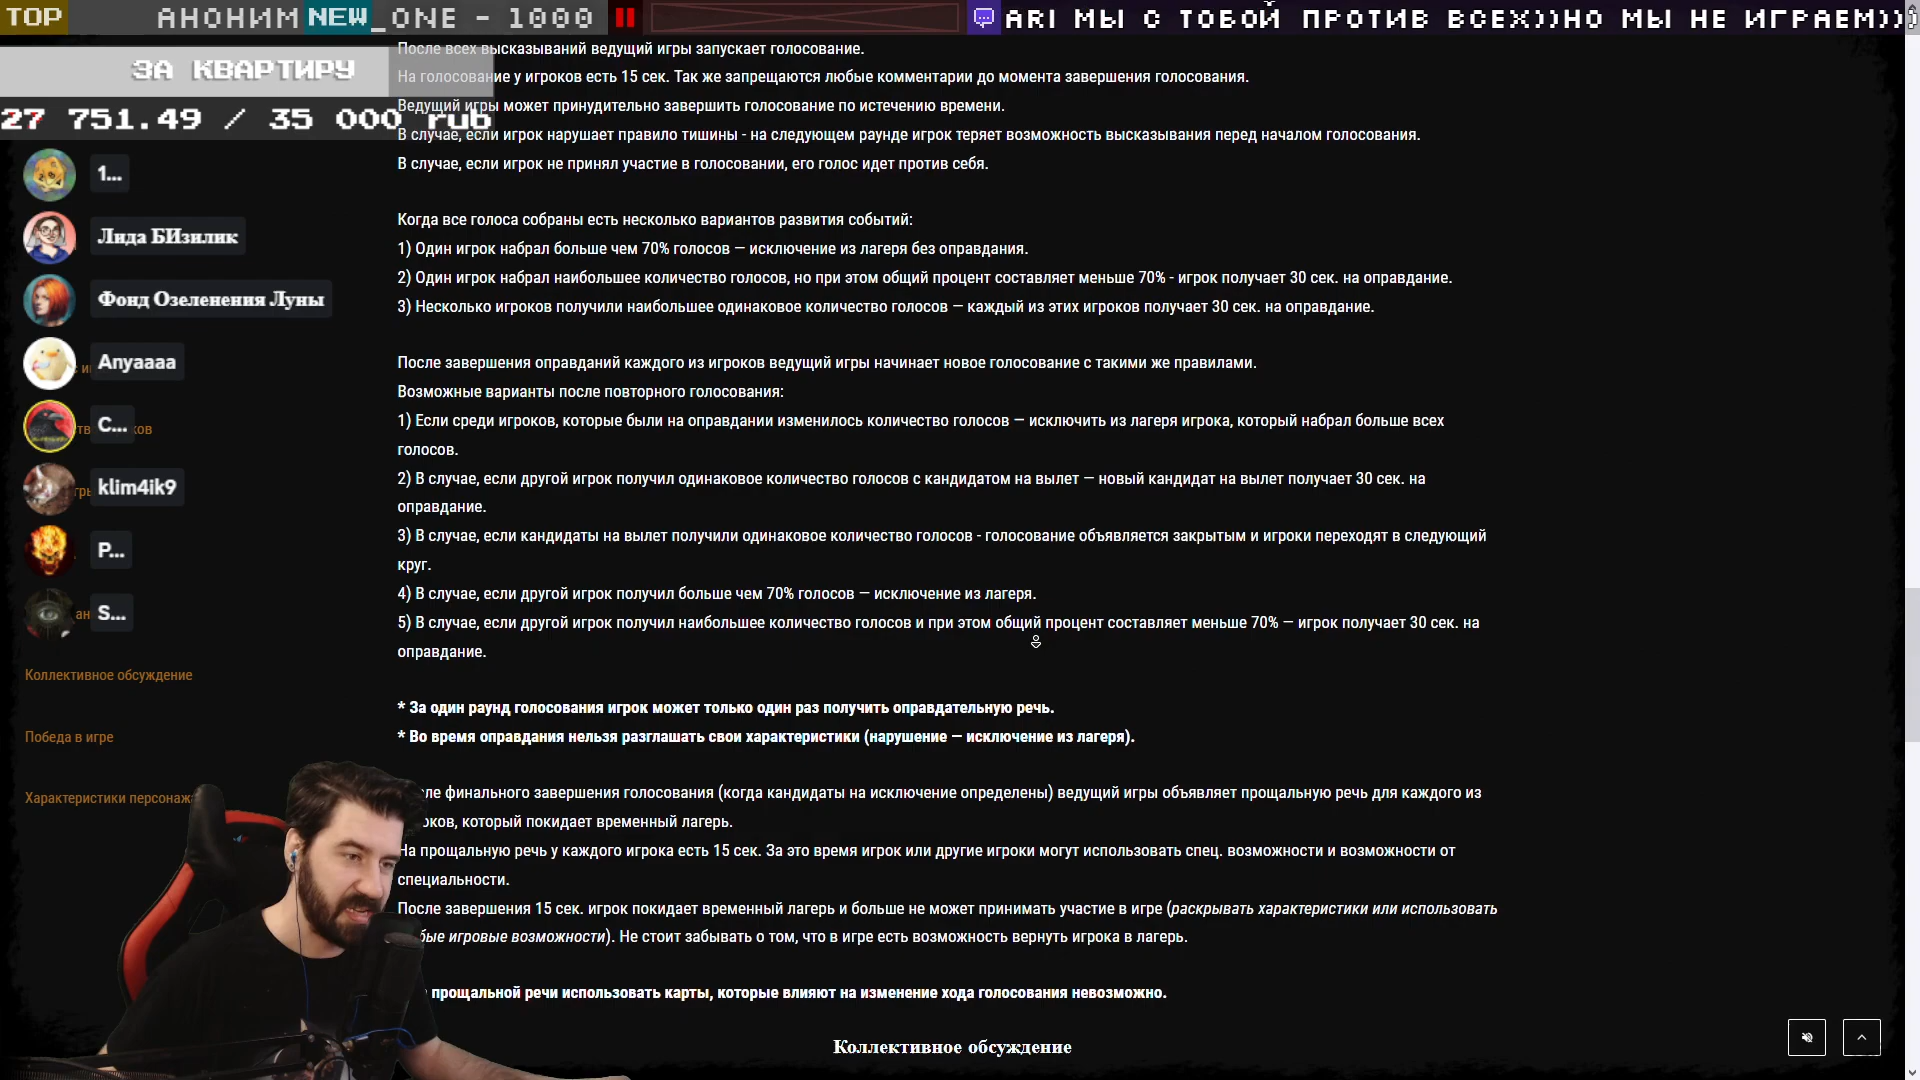 TOP
АНОНИМ NEW_ONE - 1000
ARI МЫ С ТОБОЙ ПРОТИВ ВСЕХ))НО МЫ НЕ ИГРАЕМ)))
ЗА КВАРТИРУ
27 751.49 / 35 000 rub
1...
Лида БИзилик
Фонд Озеленения Луны
Anyaaaa
C...
klim4ik9
P...
S...
Коллективное обсуждение
Победа в игре
Характеристики персонажа
После всех высказываний ведущий игры запускает голосование.
На голосование у игроков есть 15 сек. Так же запрещаются любые комментарии до момента завершения голосования.
Ведущий игры может принудительно завершить голосование по истечению времени.
В случае, если игрок нарушает правило тишины - на следующем раунде игрок теряет возможность высказывания перед началом голосования.
В случае, если игрок не принял участие в голосовании, его голос идет против себя.
Когда все голоса собраны есть несколько вариантов развития событий:
1) Один игрок набрал больше чем 70% голосов — исключение из лагеря без оправдания.
2) Один игрок набрал наибольшее количество голосов, но при этом общий процент составляет меньше 70% - игрок получает 30 сек. на оправдание.
3) Несколько игроков получили наибольшее одинаковое количество голосов — каждый из этих игроков получает 30 сек. на оправдание.
После завершения оправданий каждого из игроков ведущий игры начинает новое голосование с такими же правилами.
Возможные варианты после повторного голосования:
1) Если среди игроков, которые были на оправдании изменилось количество голосов — исключить из лагеря игрока, который набрал больше всех
голосов.
2) В случае, если другой игрок получил одинаковое количество голосов с кандидатом на вылет — новый кандидат на вылет получает 30 сек. на
оправдание.
3) В случае, если кандидаты на вылет получили одинаковое количество голосов - голосование объявляется закрытым и игроки переходят в следующий
круг.
4) В случае, если другой игрок получил больше чем 70% голосов — исключение из лагеря.
5) В случае, если другой игрок получил наибольшее количество голосов и при этом общий процент составляет меньше 70% — игрок получает 30 сек. на
оправдание.
* За один раунд голосования игрок может только один раз получить оправдательную речь.
* Во время оправдания нельзя разглашать свои характеристики (нарушение — исключение из лагеря).
финального завершения голосования (когда кандидаты на исключение определены) ведущий игры объявляет прощальную речь для каждого из
который покидает временный лагерь.
На прощальную речь у каждого игрока есть 15 сек. За это время игрок или другие игроки могут использовать спец. возможности и возможности от
специальности.
После завершения 15 сек. игрок покидает временный лагерь и больше не может принимать участие в игре (раскрывать характеристики или использовать
игровые возможности). Не стоит забывать о том, что в игре есть возможность вернуть игрока в лагерь.
прощальной речи использовать карты, которые влияют на изменение хода голосования невозможно.
Коллективное обсуждение